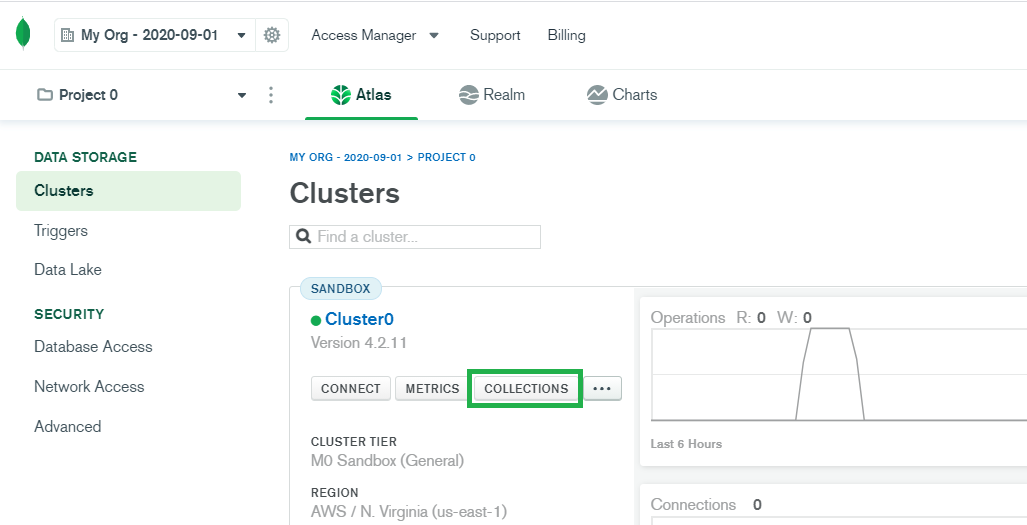 My Org - 2020-09-01
Access Manager
Support
Billing
Project 0
Atlas
Realm
Charts
DATA STORAGE
Clusters
Triggers
Data Lake
SECURITY
Database Access
Network Access
Advanced
MY ORG - 2020-09-01 > PROJECT 0
Clusters
Find a cluster...
SANDBOX
Cluster0
Version 4.2.11
CONNECT
METRICS
COLLECTIONS
CLUSTER TIER
M0 Sandbox (General)
REGION
AWS / N. Virginia (us-east-1)
Operations R: 0 W: 0
Last 6 Hours
Connections 0